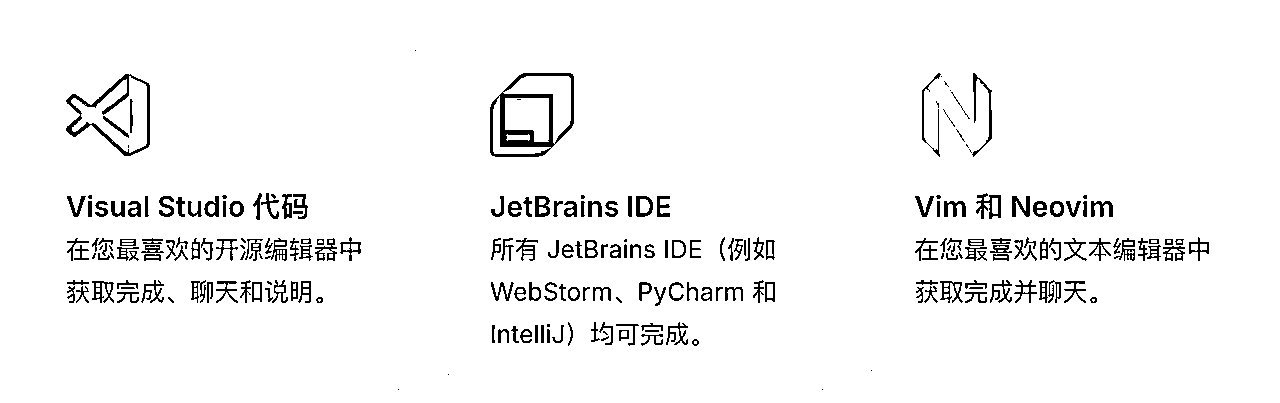 Visual Studio 代码
在您最喜欢的开源编辑器中
获取完成、聊天和说明。
JetBrains IDE
所有 JetBrains IDE（例如
WebStorm、PyCharm 和
IntelliJ）均可完成。
Vim 和 Neovim
在您最喜欢的文本编辑器中
获取完成并聊天。